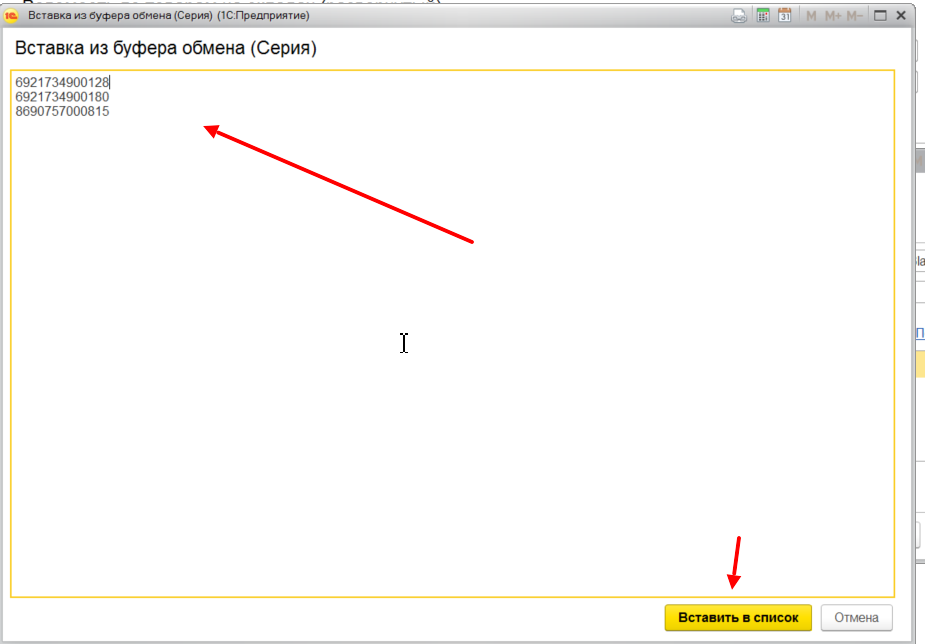 Вставка из буфера обмена (Серия) (1С:Предприятие)
M M+ M-
Вставка из буфера обмена (Серия)
6921734900128
6921734900180
8690757000815
Вставить в список
Отмена